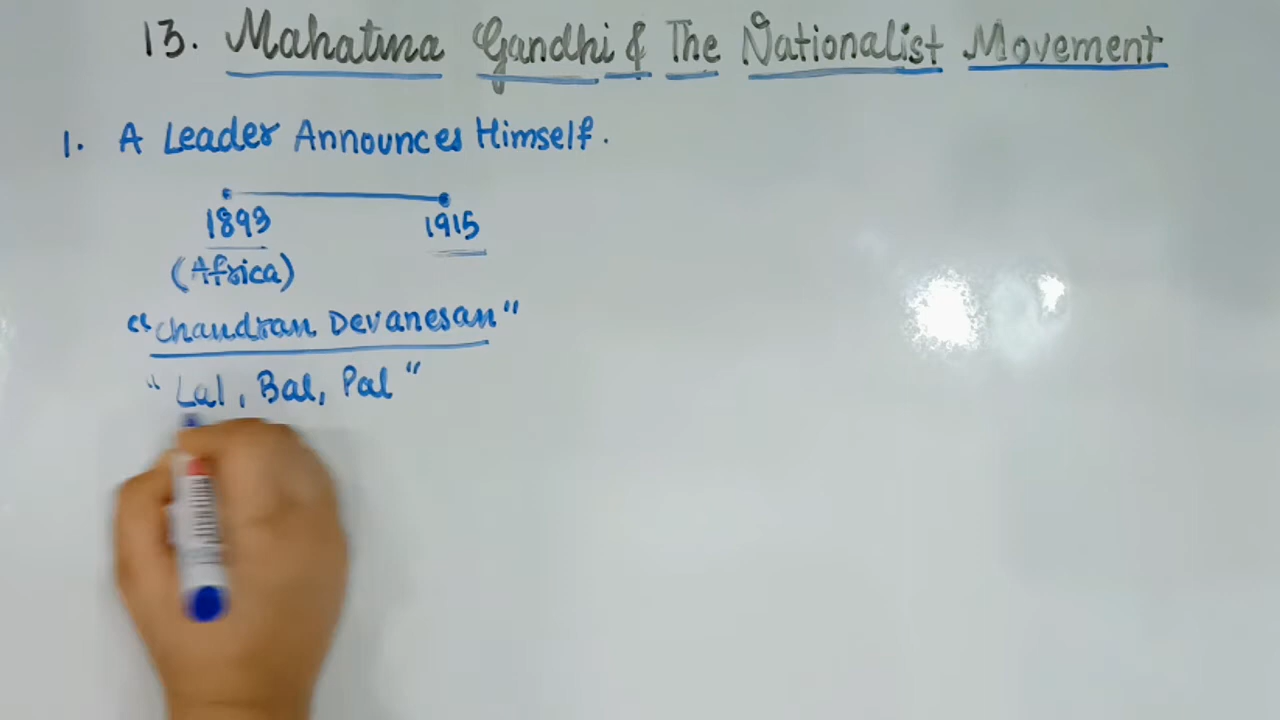 13. Mahatma Gandhi & The Nationalist Movement
1. A Leader Announces Himself.
1893 1915
(Africa)
"Chandran Devanesan"
"Lal, Bal, Pal"